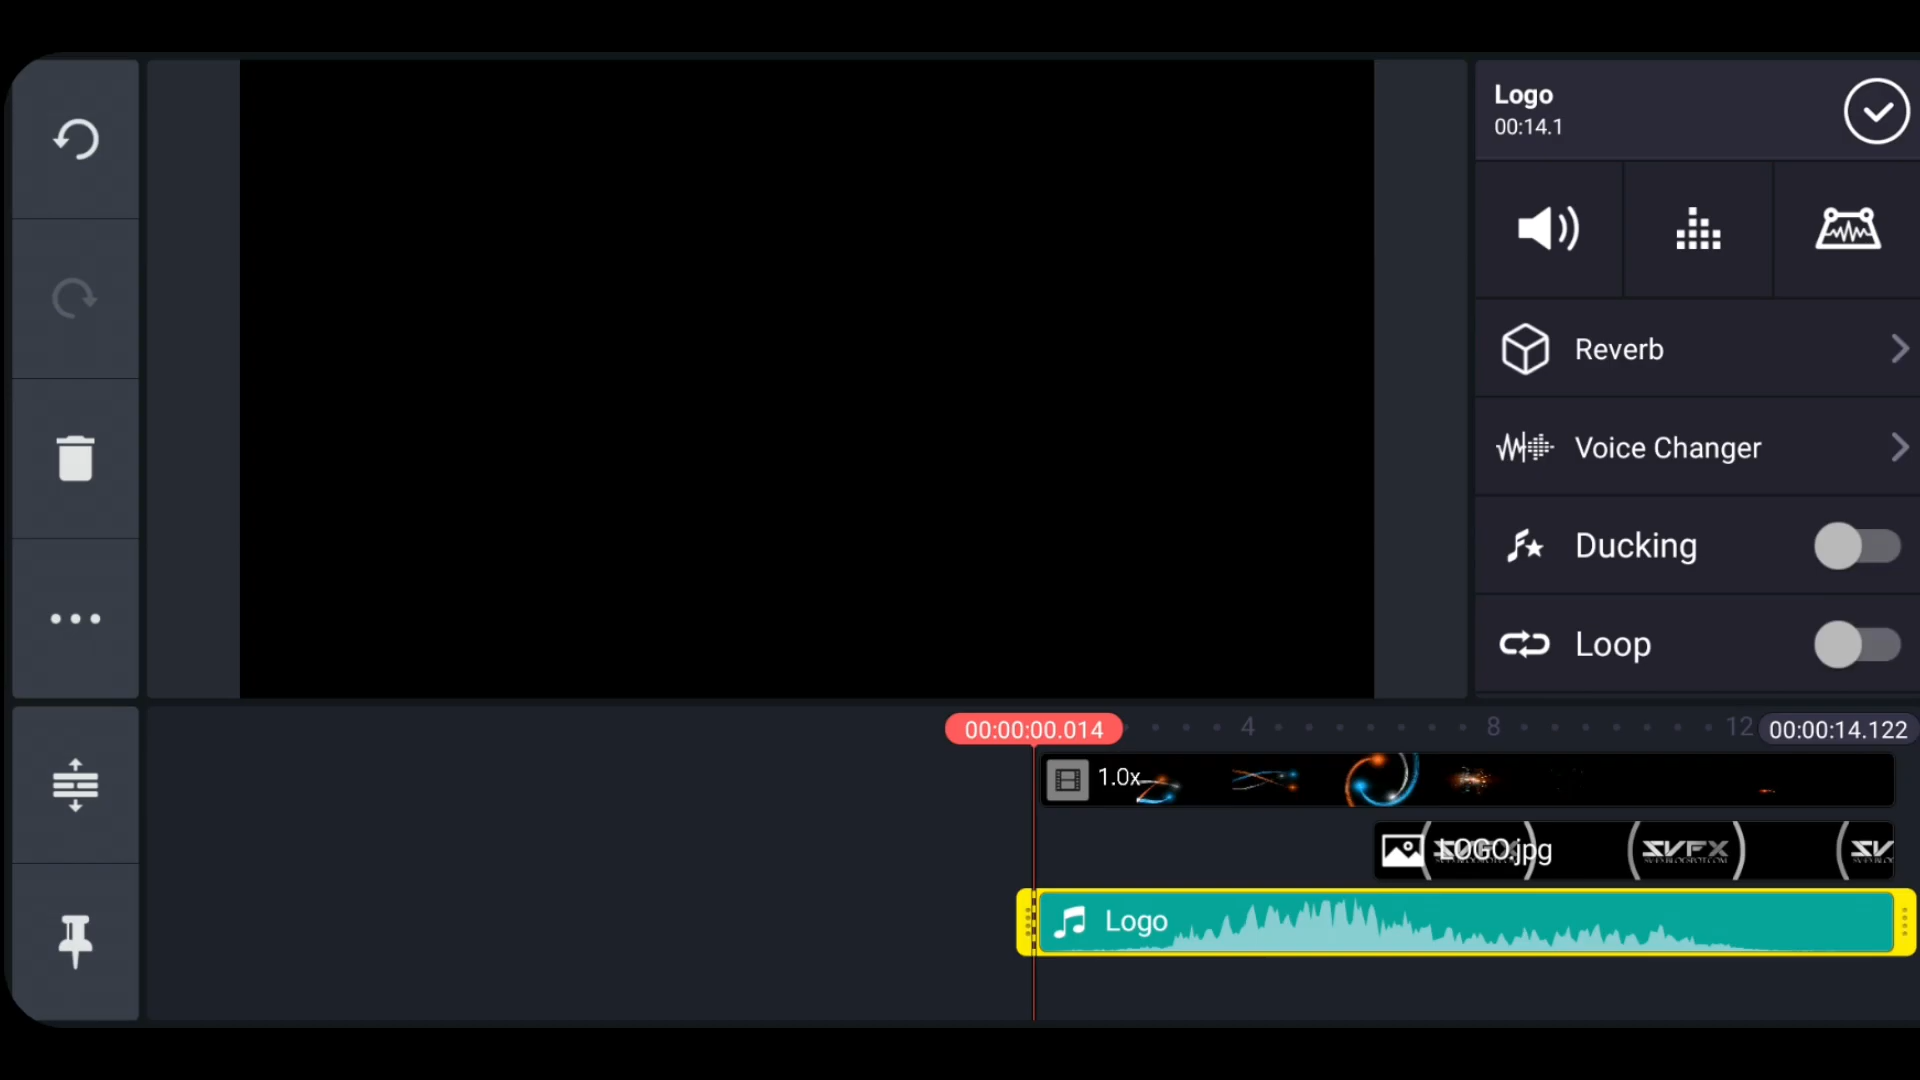 Logo
00:14.1
Reverb
Voice Changer
Ducking
Loop
00:00:00.014
4
8
12
00:00:14.122
1.0x
LOGO.jpg
SVFX
SV
Logo